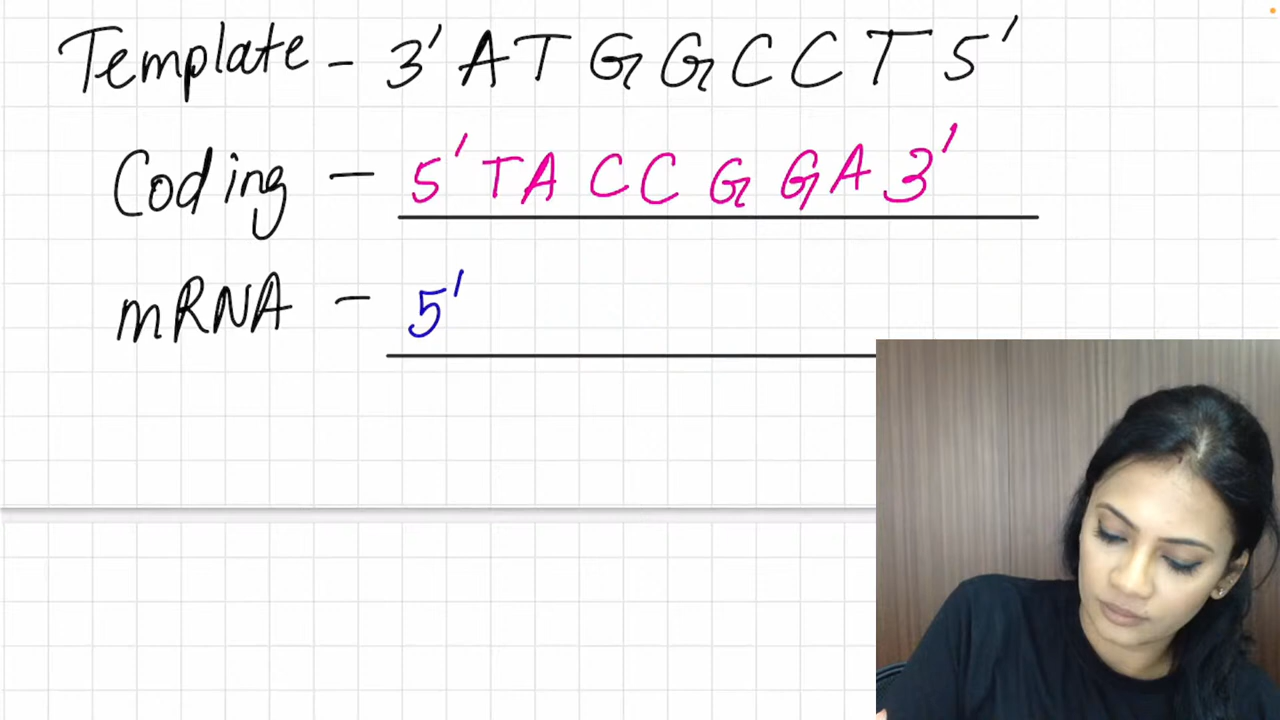 Template - 3' A T G G C C T 5'
Coding - 5' T A C C G G A 3'
mRNA - 5'